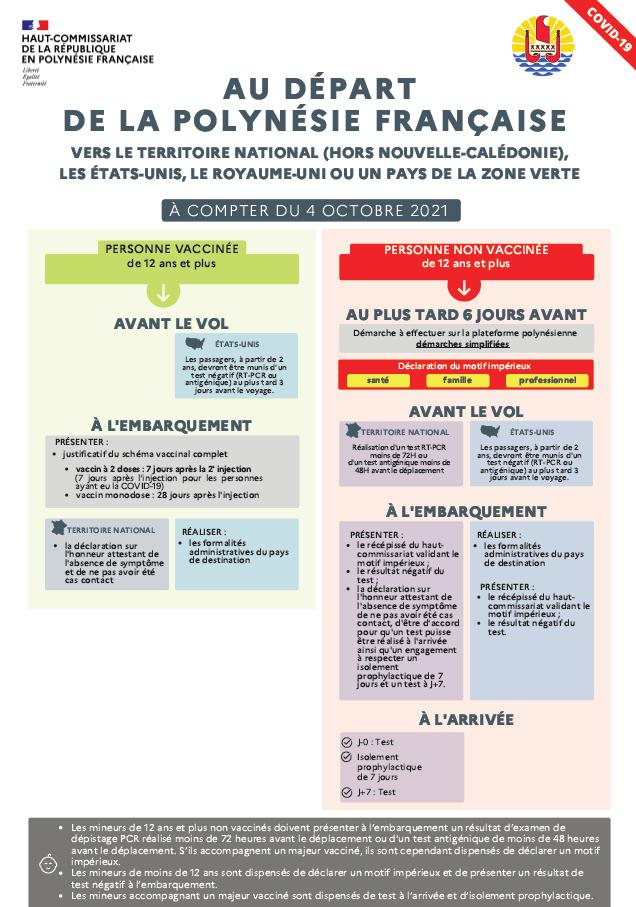 COVID-19
HAUT-COMMISSARIAT
DE LA RÉPUBLIQUE
EN POLYNÉSIE FRANÇAISE
Liberté
Égalité
Fraternité
AU DÉPART
DE LA POLYNÉSIE FRANÇAISE
VERS LE TERRITOIRE NATIONAL (HORS NOUVELLE-CALÉDONIE),
LES ÉTATS-UNIS, LE ROYAUME-UNI OU UN PAYS DE LA ZONE VERTE
À COMPTER DU 4 OCTOBRE 2021
PERSONNE VACCINÉE
de 12 ans et plus
AVANT LE VOL
ÉTATS-UNIS
Les passagers, à partir de 2
ans, devront être munis d'un
test négatif (RT-PCR ou
antigénique) au plus tard 3
jours avant le voyage.
À L'EMBARQUEMENT
PRÉSENTER :
• justificatif du schéma vaccinal complet
• vaccin à 2 doses : 7 jours après la 2e injection
(7 jours après l'injection pour les personnes
ayant eu la COVID-19)
• vaccin monodose : 28 jours après l'injection
TERRITOIRE NATIONAL
• la déclaration sur
l'honneur attestant de
l'absence de symptôme
et de ne pas avoir été
cas contact
RÉALISER :
• les formalités
administratives du pays
de destination
PERSONNE NON VACCINÉE
de 12 ans et plus
AU PLUS TARD 6 JOURS AVANT
Démarche à effectuer sur la plateforme polynésienne
démarches simplifiées
Déclaration du motif impérieux
santé
famille
professionnel
AVANT LE VOL
TERRITOIRE NATIONAL
Réalisation d'un test RT-PCR
moins de 72H ou
d'un test antigénique moins de
48H avant le déplacement
ÉTATS-UNIS
Les passagers, à partir de 2
ans, devront être munis d'un
test négatif (RT-PCR ou
antigénique) au plus tard 3
jours avant le voyage.
À L'EMBARQUEMENT
PRÉSENTER :
• le récépissé du haut-
commissariat validant le
motif impérieux ;
• le résultat négatif du
test ;
• la déclaration sur
l'honneur attestant de
l'absence de symptôme
de ne pas avoir été cas
contact, d'être d'accord
pour qu'un test puisse
être réalisé à l'arrivée
ainsi qu'un engagement
à respecter un
isolement
prophylactique de 7
jours et un test à J+7.
RÉALISER :
• les formalités
administratives du pays
de destination
PRÉSENTER :
• le récépissé du haut-
commissariat validant le
motif impérieux ;
• le résultat négatif du
test.
À L'ARRIVÉE
J-0 : Test
Isolement
prophylactique
de 7 jours
J+7 : Test
• Les mineurs de 12 ans et plus non vaccinés doivent présenter à l'embarquement un résultat d'examen de
dépistage PCR réalisé moins de 72 heures avant le déplacement ou d'un test antigénique de moins de 48 heures
avant le déplacement. S'ils accompagnent un majeur vacciné, ils sont cependant dispensés de déclarer un motif
impérieux.
• Les mineurs de moins de 12 ans sont dispensés de déclarer un motif impérieux et de présenter un résultat de
test négatif à l'embarquement.
• Les mineurs accompagnant un majeur vacciné sont dispensés de test à l'arrivée et d'isolement prophylactique.